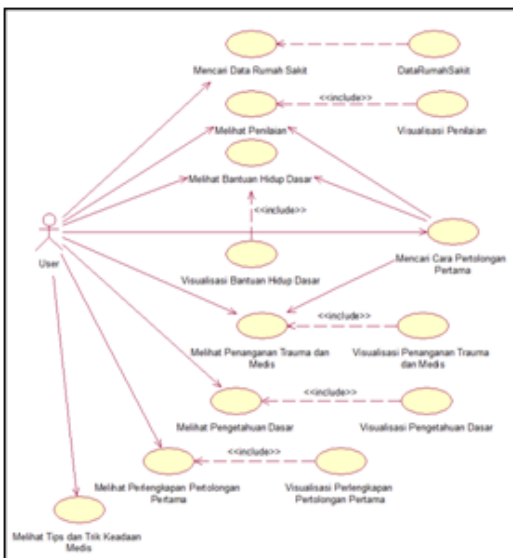 Mencari Data Rumah Sakit
DataRumahSakit
<<include>>
Melihat Penilaian
Visualisasi Penilaian
Melihat Bantuan Hidup Dasar
<<include>>
User
Visualisasi Bantuan Hidup Dasar
Mencari Cara Pertolongan
Pertama
<<include>>
Melihat Penanganan Trauma dan
Medis
Visualisasi Penanganan Trauma
dan Medis
<<include>>
Melihat Pengetahuan Dasar
Visualisasi Pengetahuan Dasar
<<include>>
Melihat Perlengkapan Pertolongan
Pertama
Visualisasi Perlengkapan
Pertolongan Pertama
Melihat Tips dan Trik Keadaan
Medis